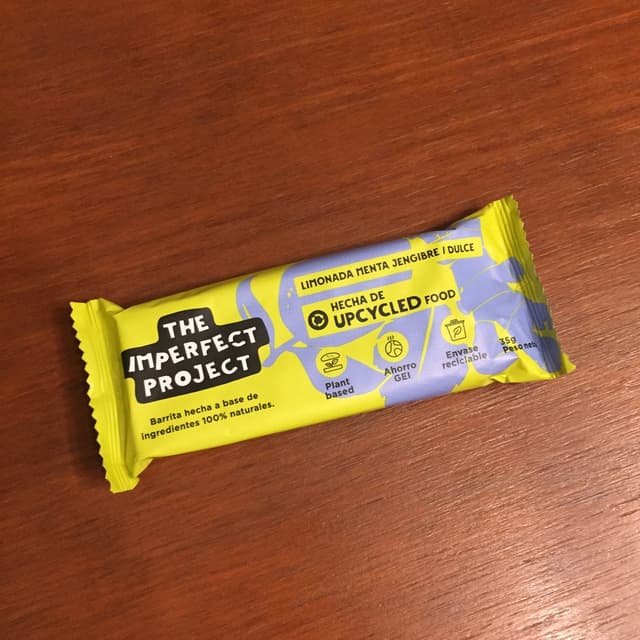 THE
IMPERFECT
PROJECT
Barrita hecha a base de
ingredientes 100% naturales.
LIMONADA MENTA JENGIBRE / DULCE
HECHA DE
UPCYCLED FOOD
Plant
based
Ahorro
GEI
Envase
reciclable
35g
Peso neto